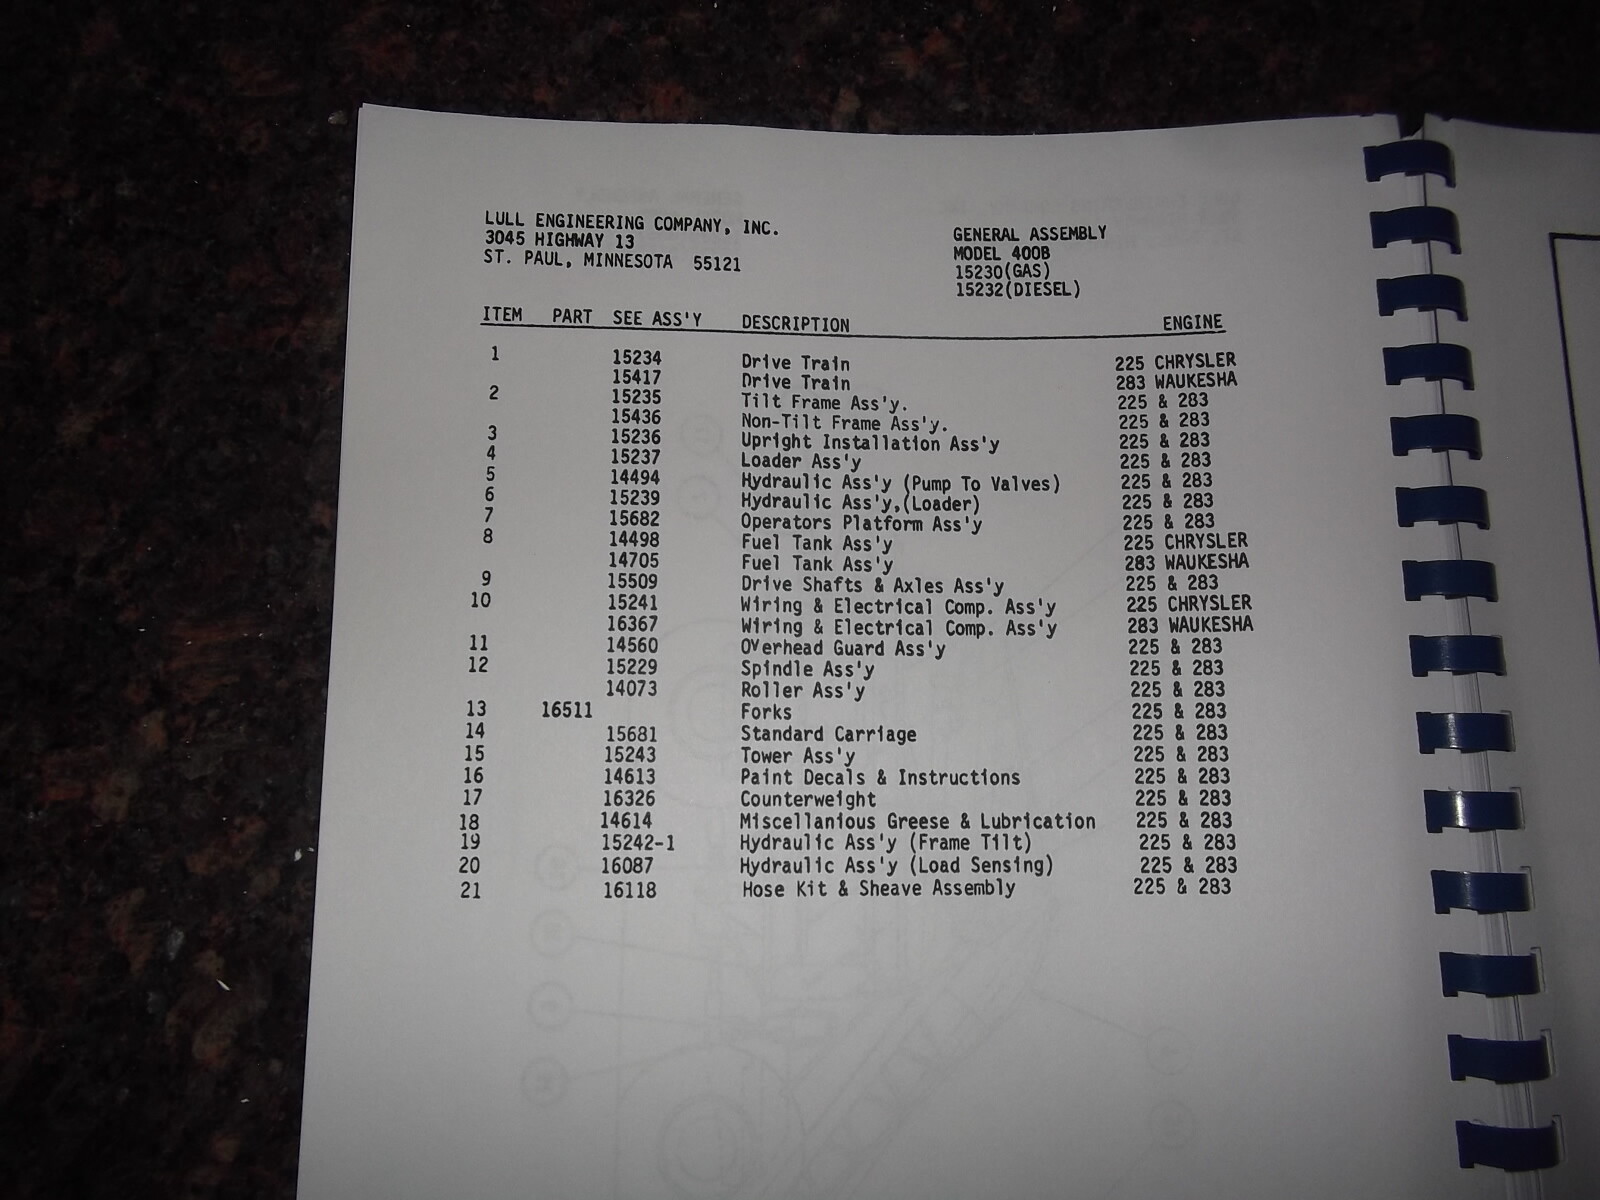 LULL ENGINEERING COMPANY, INC.
3045 HIGHWAY 13
ST. PAUL, MINNESOTA 55121
GENERAL ASSEMBLY
MODEL 400B
15230(GAS)
15232(DIESEL)
ITEM PART SEE ASS'Y DESCRIPTION ENGINE
1 15234 Drive Train 225 CHRYSLER
15417 Drive Train 283 WAUKESHA
2 15235 Tilt Frame Ass'y. 225 & 283
15436 Non-Tilt Frame Ass'y. 225 & 283
3 15236 Upright Installation Ass'y 225 & 283
4 15237 Loader Ass'y 225 & 283
5 14494 Hydraulic Ass'y (Pump To Valves) 225 & 283
6 15239 Hydraulic Ass'y,(Loader) 225 & 283
7 15682 Operators Platform Ass'y 225 & 283
8 14498 Fuel Tank Ass'y 225 CHRYSLER
14705 Fuel Tank Ass'y 283 WAUKESHA
9 15509 Drive Shafts & Axles Ass'y 225 & 283
10 15241 Wiring & Electrical Comp. Ass'y 225 CHRYSLER
16367 Wiring & Electrical Comp. Ass'y 283 WAUKESHA
11 14560 Overhead Guard Ass'y 225 & 283
12 15229 Spindle Ass'y 225 & 283
14073 Roller Ass'y 225 & 283
13 16511 Forks 225 & 283
14 15681 Standard Carriage 225 & 283
15 15243 Tower Ass'y 225 & 283
16 14613 Paint Decals & Instructions 225 & 283
17 16326 Counterweight 225 & 283
18 14614 Miscellanious Greese & Lubrication 225 & 283
19 15242-1 Hydraulic Ass'y (Frame Tilt) 225 & 283
20 16087 Hydraulic Ass'y (Load Sensing) 225 & 283
21 16118 Hose Kit & Sheave Assembly 225 & 283